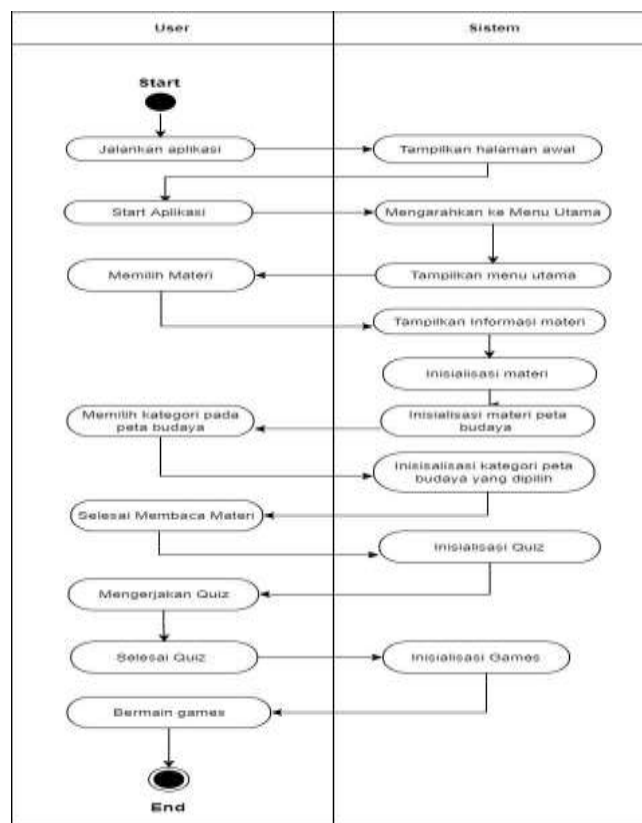 User
Sistem
Start
Jalankan aplikasi
Tampilkan halaman awal
Start Aplikasi
Mengarahkan ke Menu Utama
Memilih Materi
Tampilkan menu utama
Tampilkan Informasi materi
Inisialisasi materi
Memilih kategori pada
peta budaya
Inisialisasi materi peta
budaya
Inisisalisasi kategori peta
budaya yang dipilih
Selesai Membaca Materi
Inisialisasi Quiz
Mengerjakan Quiz
Selesai Quiz
Inisialisasi Games
Bermain games
End